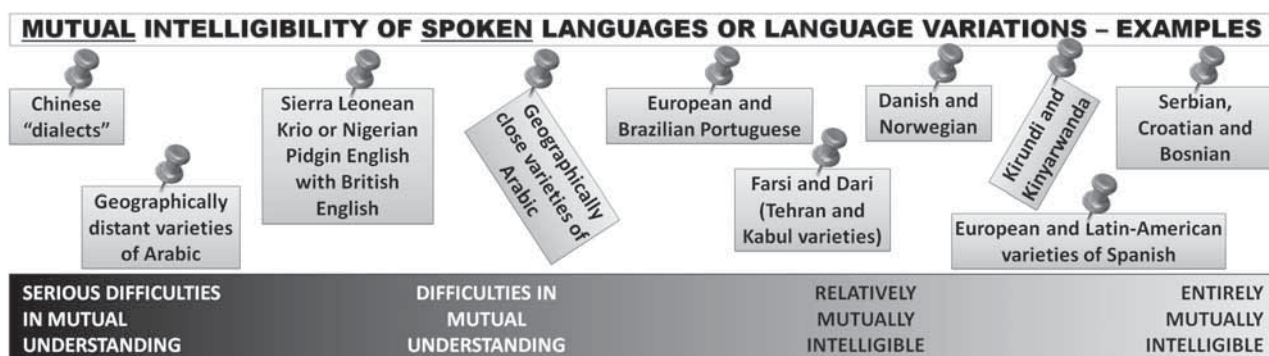 MUTUAL INTELLIGIBILITY OF SPOKEN LANGUAGES OR LANGUAGE VARIATIONS – EXAMPLES
Chinese
“dialects”
Geographically
distant varieties
of Arabic
Sierra Leonean
Krio or Nigerian
Pidgin English
with British
English
Geographically
close varieties of
Arabic
European and
Brazilian Portuguese
Farsi and Dari
(Tehran and
Kabul varieties)
Danish and
Norwegian
Kirundi and
Kinyarwanda
European and Latin-American
varieties of Spanish
Serbian,
Croatian and
Bosnian
SERIOUS DIFFICULTIES
IN MUTUAL
UNDERSTANDING
DIFFICULTIES IN
MUTUAL
UNDERSTANDING
RELATIVELY
MUTUALLY
INTELLIGIBLE
ENTIRELY
MUTUALLY
INTELLIGIBLE